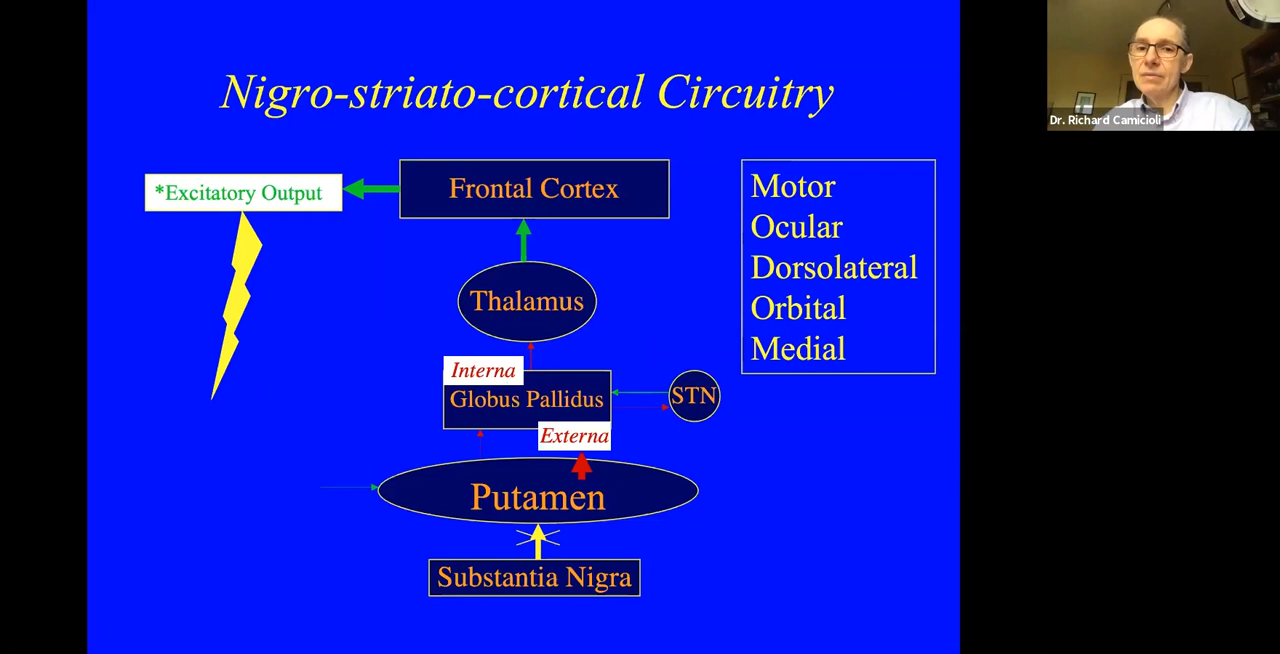 Nigro-striato-cortical Circuitry
*Excitatory Output
Frontal Cortex
Motor
Ocular
Dorsolateral
Orbital
Medial
Thalamus
Interna
Globus Pallidus
STN
Externa
Putamen
Substantia Nigra
Dr. Richard Camicioli